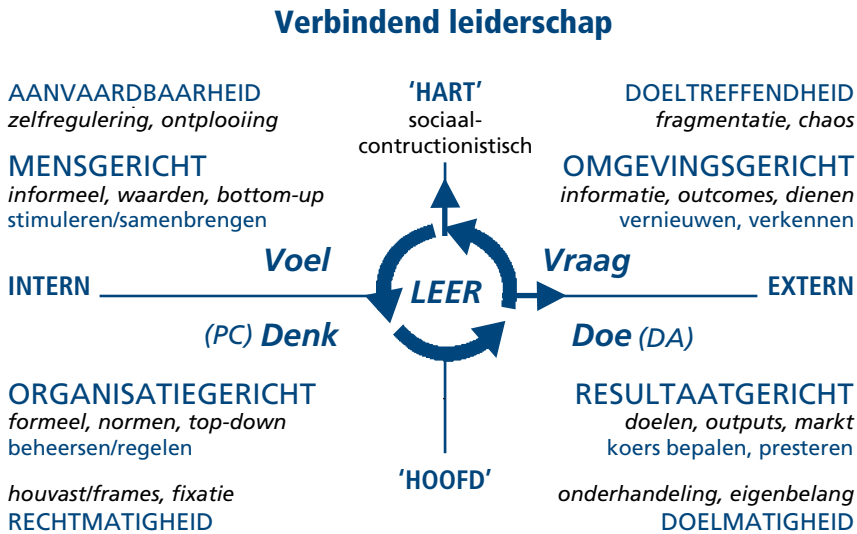 Verbindend leiderschap
AANVAARDBAARHEID
zelfregulering, ontplooiing
MENSGERICHT
informeel, waarden, bottom-up
stimuleren/samenbrengen
'HART'
sociaal-
contructionistisch
DOELTREFFENDHEID
fragmentatie, chaos
OMGEVINGSGERICHT
informatie, outcomes, dienen
vernieuwen, verkennen
Voel
Vraag
INTERN
LEER
EXTERN
(PC) Denk
Doe (DA)
ORGANISATIEGERICHT
formeel, normen, top-down
beheersen/regelen
houvast/frames, fixatie
RECHTMATIGHEID
'HOOFD'
RESULTAATGERICHT
doelen, outputs, markt
koers bepalen, presteren
onderhandeling, eigenbelang
DOELMATIGHEID